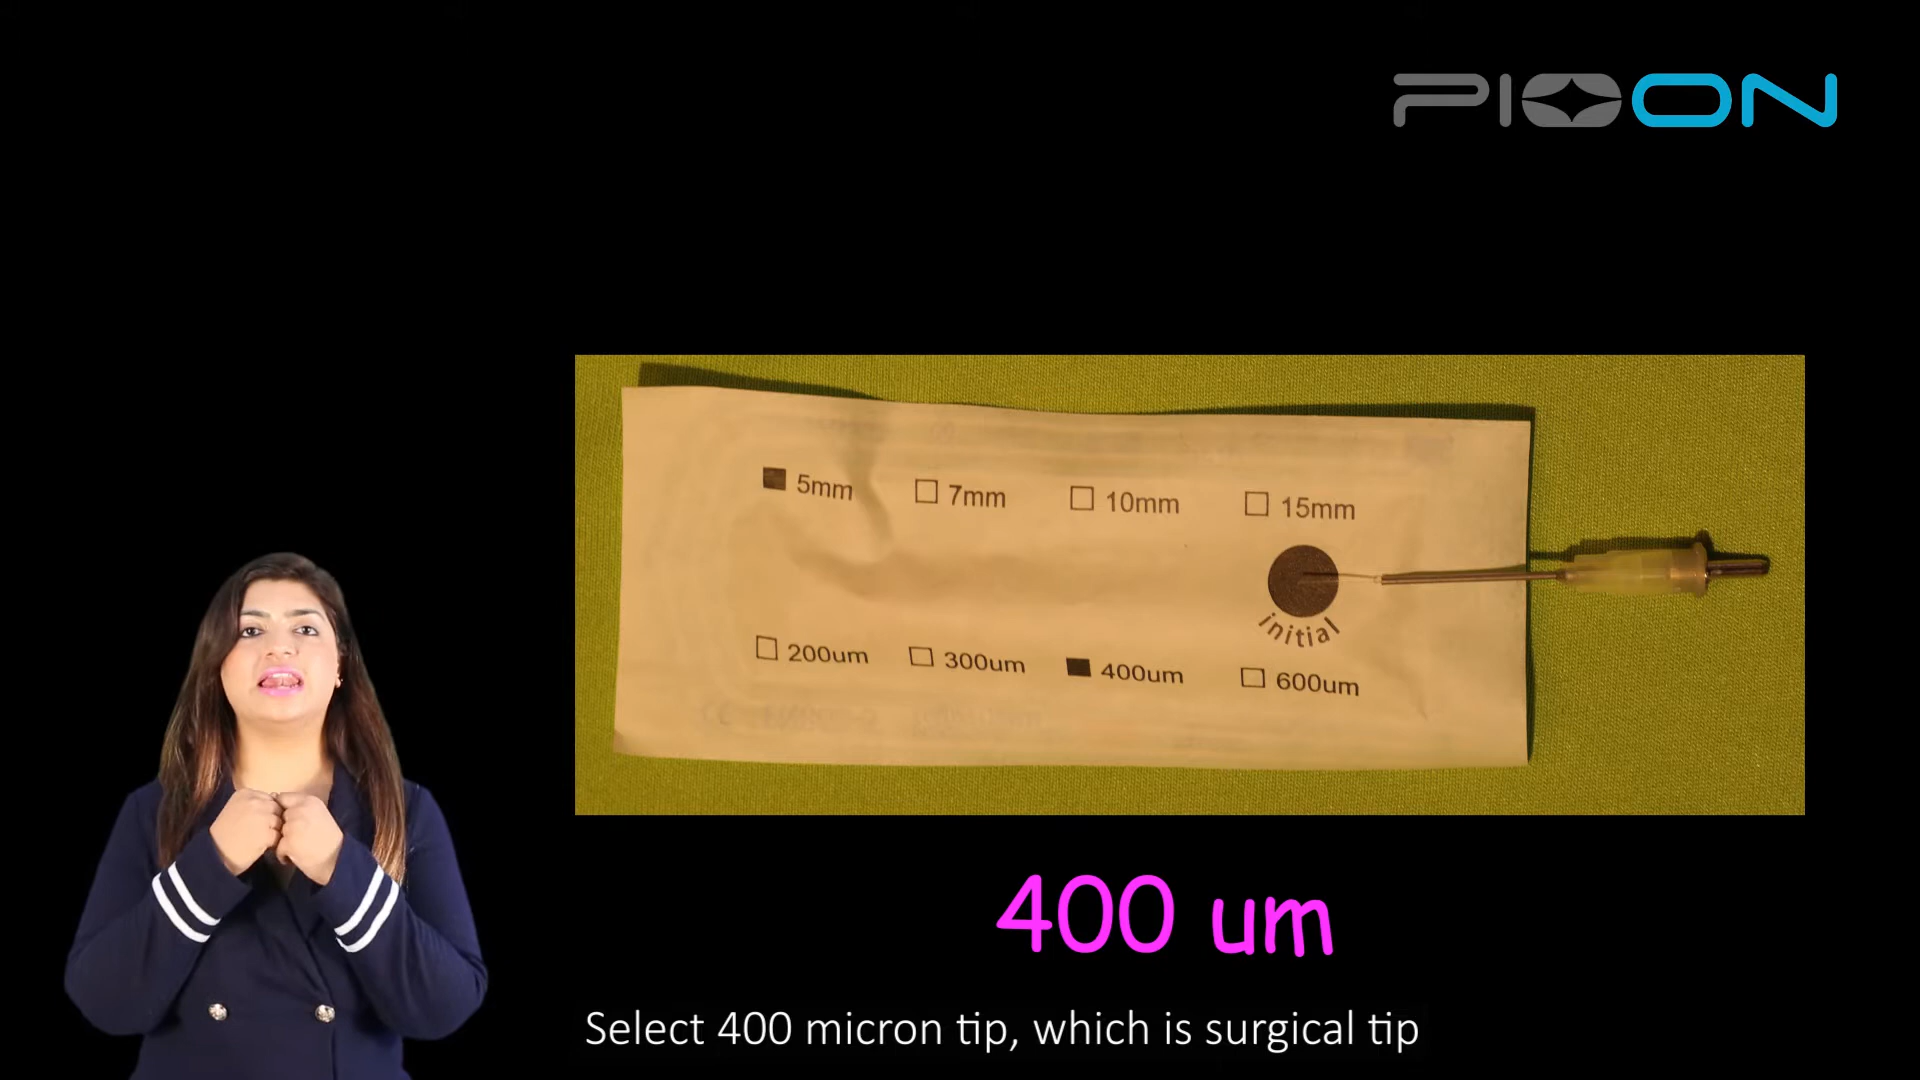 PIOON
5mm 7mm 10mm 15mm
initial
200um 300um 400um 600um
400 um
Select 400 micron tip, which is surgical tip